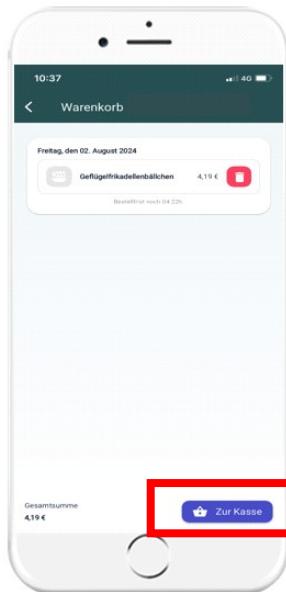 10:37
4G
Warenkorb
Freitag, den 02. August 2024
Geflügelfrikadellenbällchen 4,19 €
Bestellfrist noch 04:22h
Gesamtsumme
4,19 €
Zur Kasse